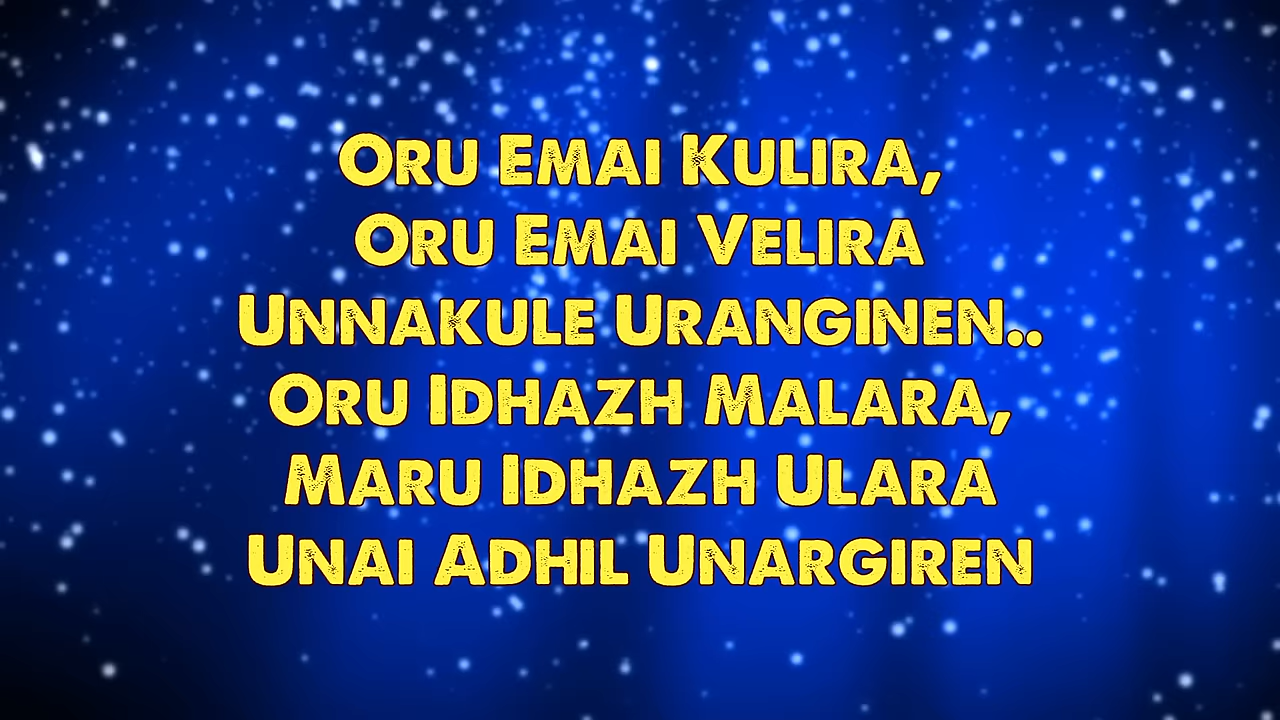 Oru Emai Kulira,
Oru Emai Velira
Unnakule Uranginen..
Oru Idhazh Malara,
Maru Idhazh Ulara
Unai Adhil Unargiren